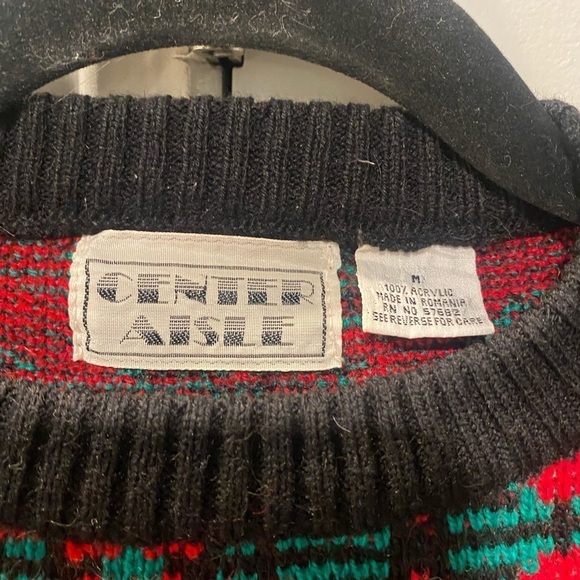 CENTER
AISLE
M
100% ACRYLIC
MADE IN ROMANIA
RN NO 57682
SEE REVERSE FOR CARE